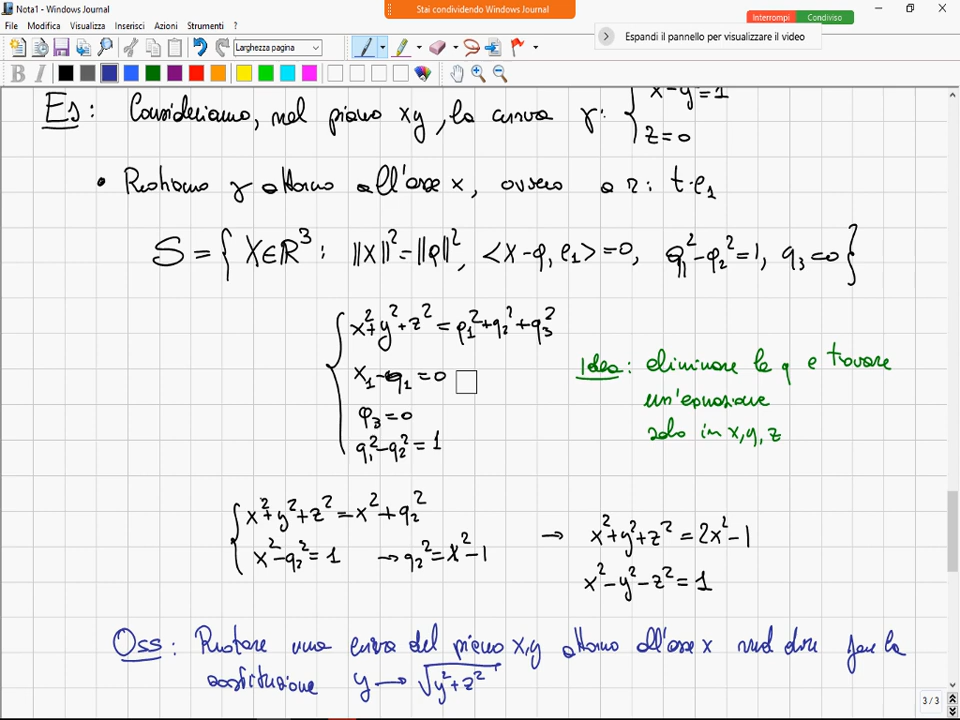 Nota1 - Windows Journal
Stai condividendo Windows Journal
Interrompi Condiviso
File Modifica Visualizza Inserisci Azioni Strumenti ?
Espandi il pannello per visualizzare il video
Larghezza pagina
B I
x-y=1
Es: Consideriamo, nel piano xy, la curva γ: {
z=0
• Ruotiamo γ attorno all'asse x, ovvero a r: t·e₁
S = { X∈ℝ³: ||X||²=||Q||², <X-Q, e₁>=0, q₁²-q₂²=1, q₃=0 }
x²+y²+z² = q₁²+q₂²+q₃²
x₁-q₁=0
q₃=0
q₁²-q₂²=1
Idea: eliminare le q e trovare
un'equazione
solo in x,y,z
x²+y²+z²=x²+q₂²
x²-q₂²=1 → q₂²=x²-1
→ x²+y²+z²=2x²-1
x²-y²-z²=1
Oss: Ruotare una curva del piano x,y attorno all'asse x vuol dire fare la
sostituzione y → √y²+z²
3 / 3